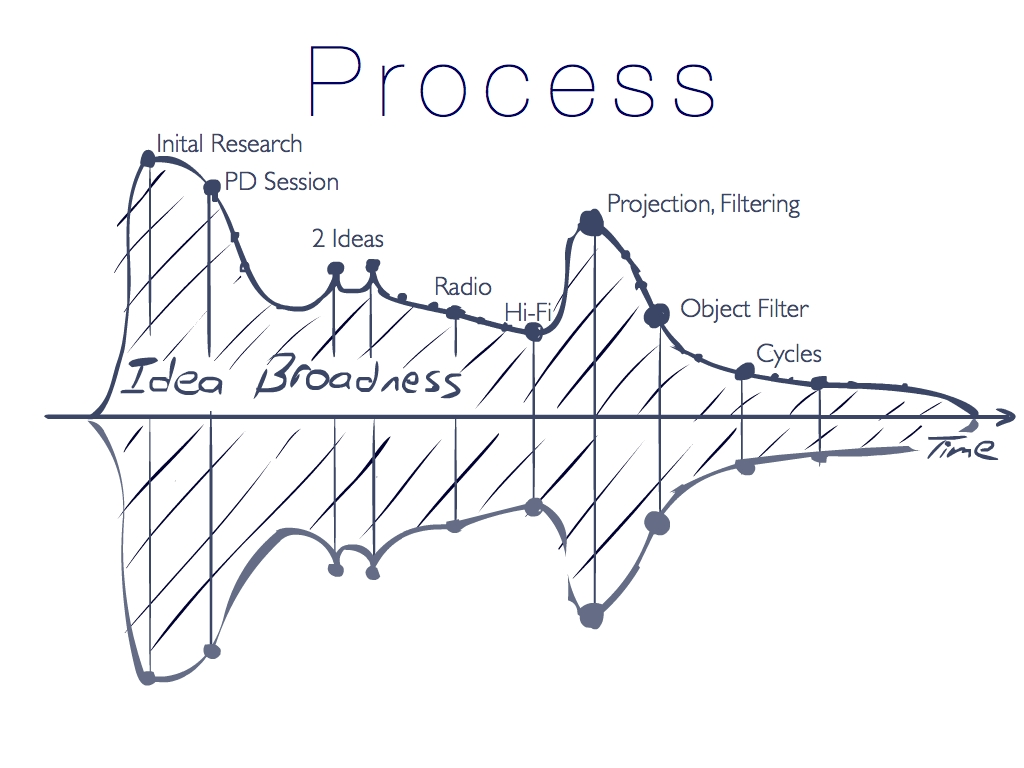 Process
Inital Research
PD Session
2 Ideas
Projection, Filtering
Radio
Hi-Fi
Object Filter
Cycles
Idea Broadness
Time